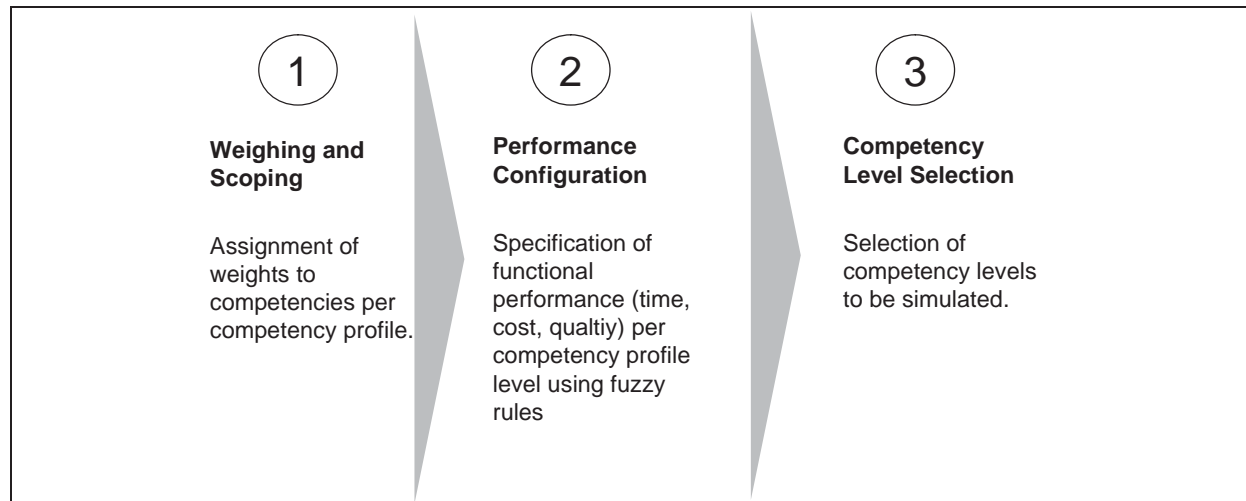 1
Weighing and
Scoping
Assignment of
weights to
competencies per
competency profile.
2
Performance
Configuration
Specification of
functional
performance (time,
cost, qualtiy) per
competency profile
level using fuzzy
rules
3
Competency
Level Selection
Selection of
competency levels
to be simulated.